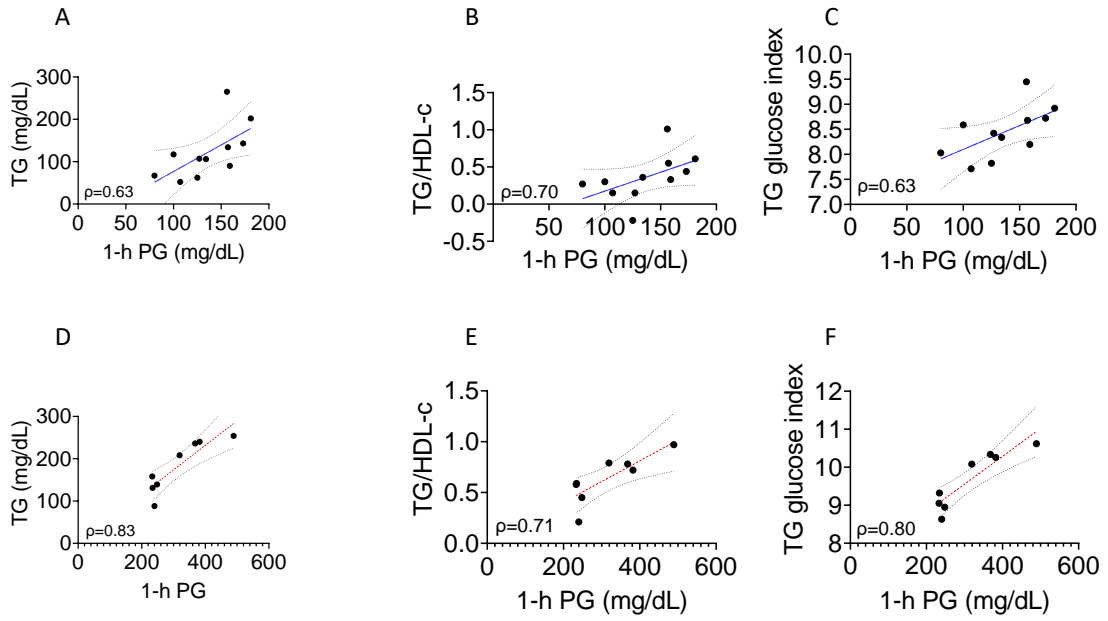 A
TG (mg/dL)
300
200
100
0
0 50 100 150 200
ρ=0.63
1-h PG (mg/dL)
B
TG/HDL-c
1.5
1.0
0.5
0.0
-0.5
50 100 150 200
ρ=0.70
1-h PG (mg/dL)
C
TG glucose index
10.0
9.5
9.0
8.5
8.0
7.5
7.0
0 50 100 150 200
ρ=0.63
1-h PG (mg/dL)
D
TG (mg/dL)
300
200
100
0
0 200 400 600
ρ=0.83
1-h PG
E
TG/HDL-c
1.5
1.0
0.5
0.0
0 200 400 600
ρ=0.71
1-h PG (mg/dL)
F
TG glucose index
12
11
10
9
8
0 200 400 600
ρ=0.80
1-h PG (mg/dL)